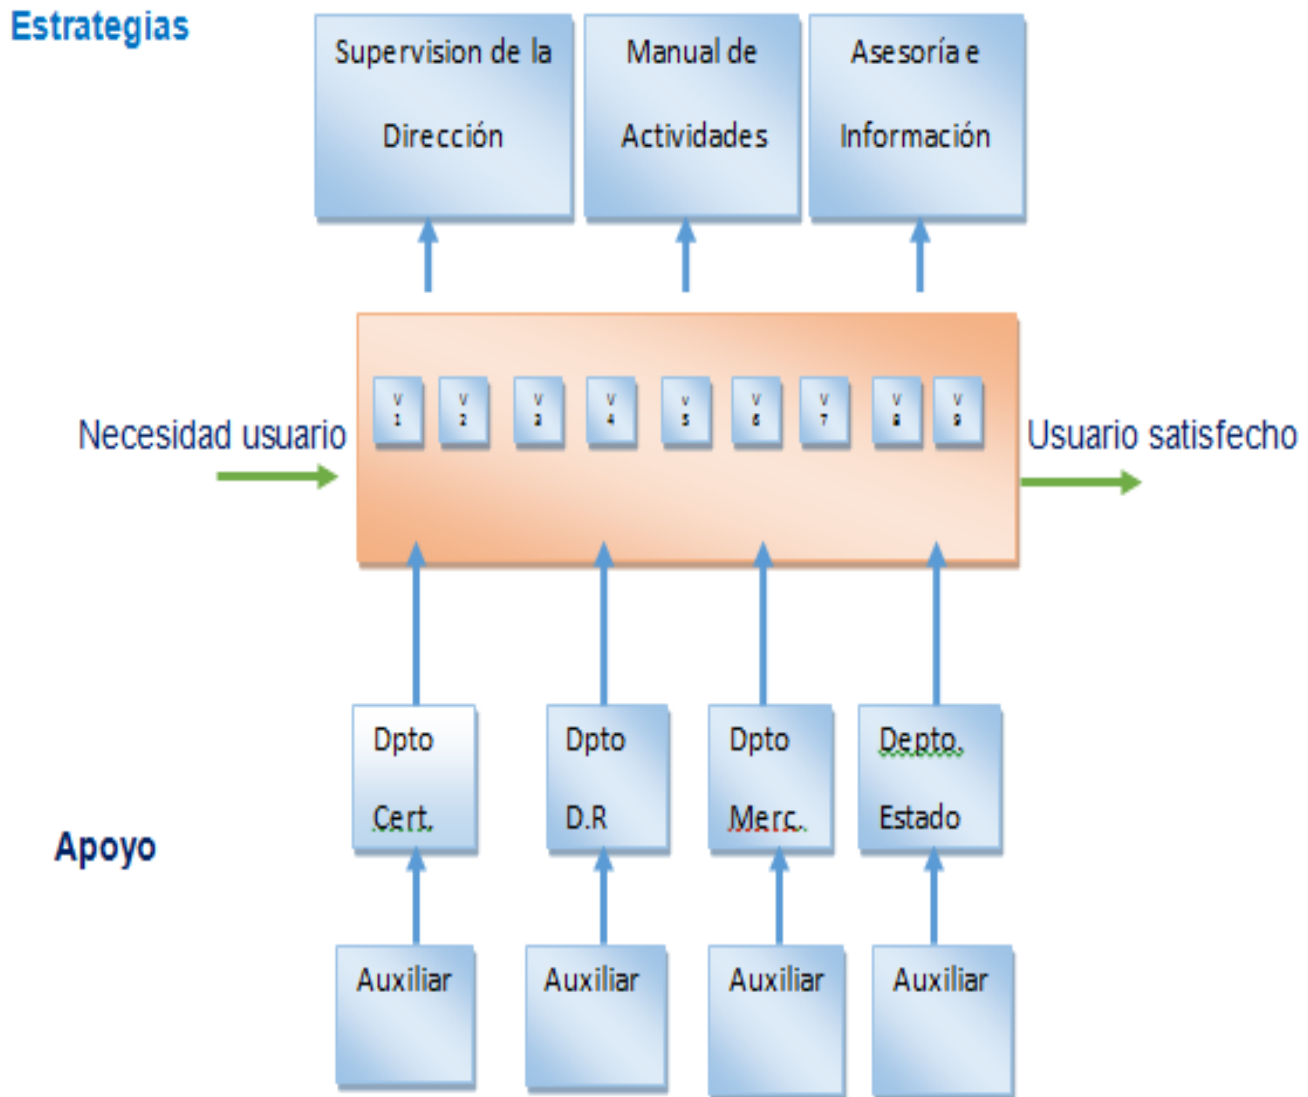 Estrategias
Supervision de la
Dirección
Manual de
Actividades
Asesoría e
Información
V
1
V
2
V
3
V
4
V
5
V
6
V
7
V
8
V
9
Necesidad usuario
Usuario satisfecho
Dpto
Cert.
Dpto
D.R
Dpto
Merc.
Depto.
Estado
Apoyo
Auxiliar
Auxiliar
Auxiliar
Auxiliar